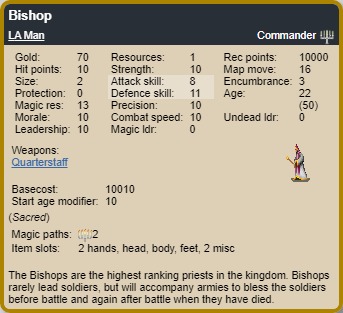 Bishop
LA Man Commander
Gold: 70 Resources: 1 Rec points: 10000
Hit points: 10 Strength: 10 Map move: 16
Size: 2 Attack skill: 8 Encumbrance: 3
Protection: 0 Defence skill: 11 Age: 22
Magic res: 13 Precision: 10 (50)
Morale: 10 Combat speed: 10 Undead ldr: 0
Leadership: 10 Magic ldr: 0
Weapons:
Quarterstaff
Basecost: 10010
Start age modifier: 10
(Sacred)
Magic paths: 2
Item slots: 2 hands, head, body, feet, 2 misc
The Bishops are the highest ranking priests in the kingdom. Bishops
rarely lead soldiers, but will accompany armies to bless the soldiers
before battle and again after battle when they have died.